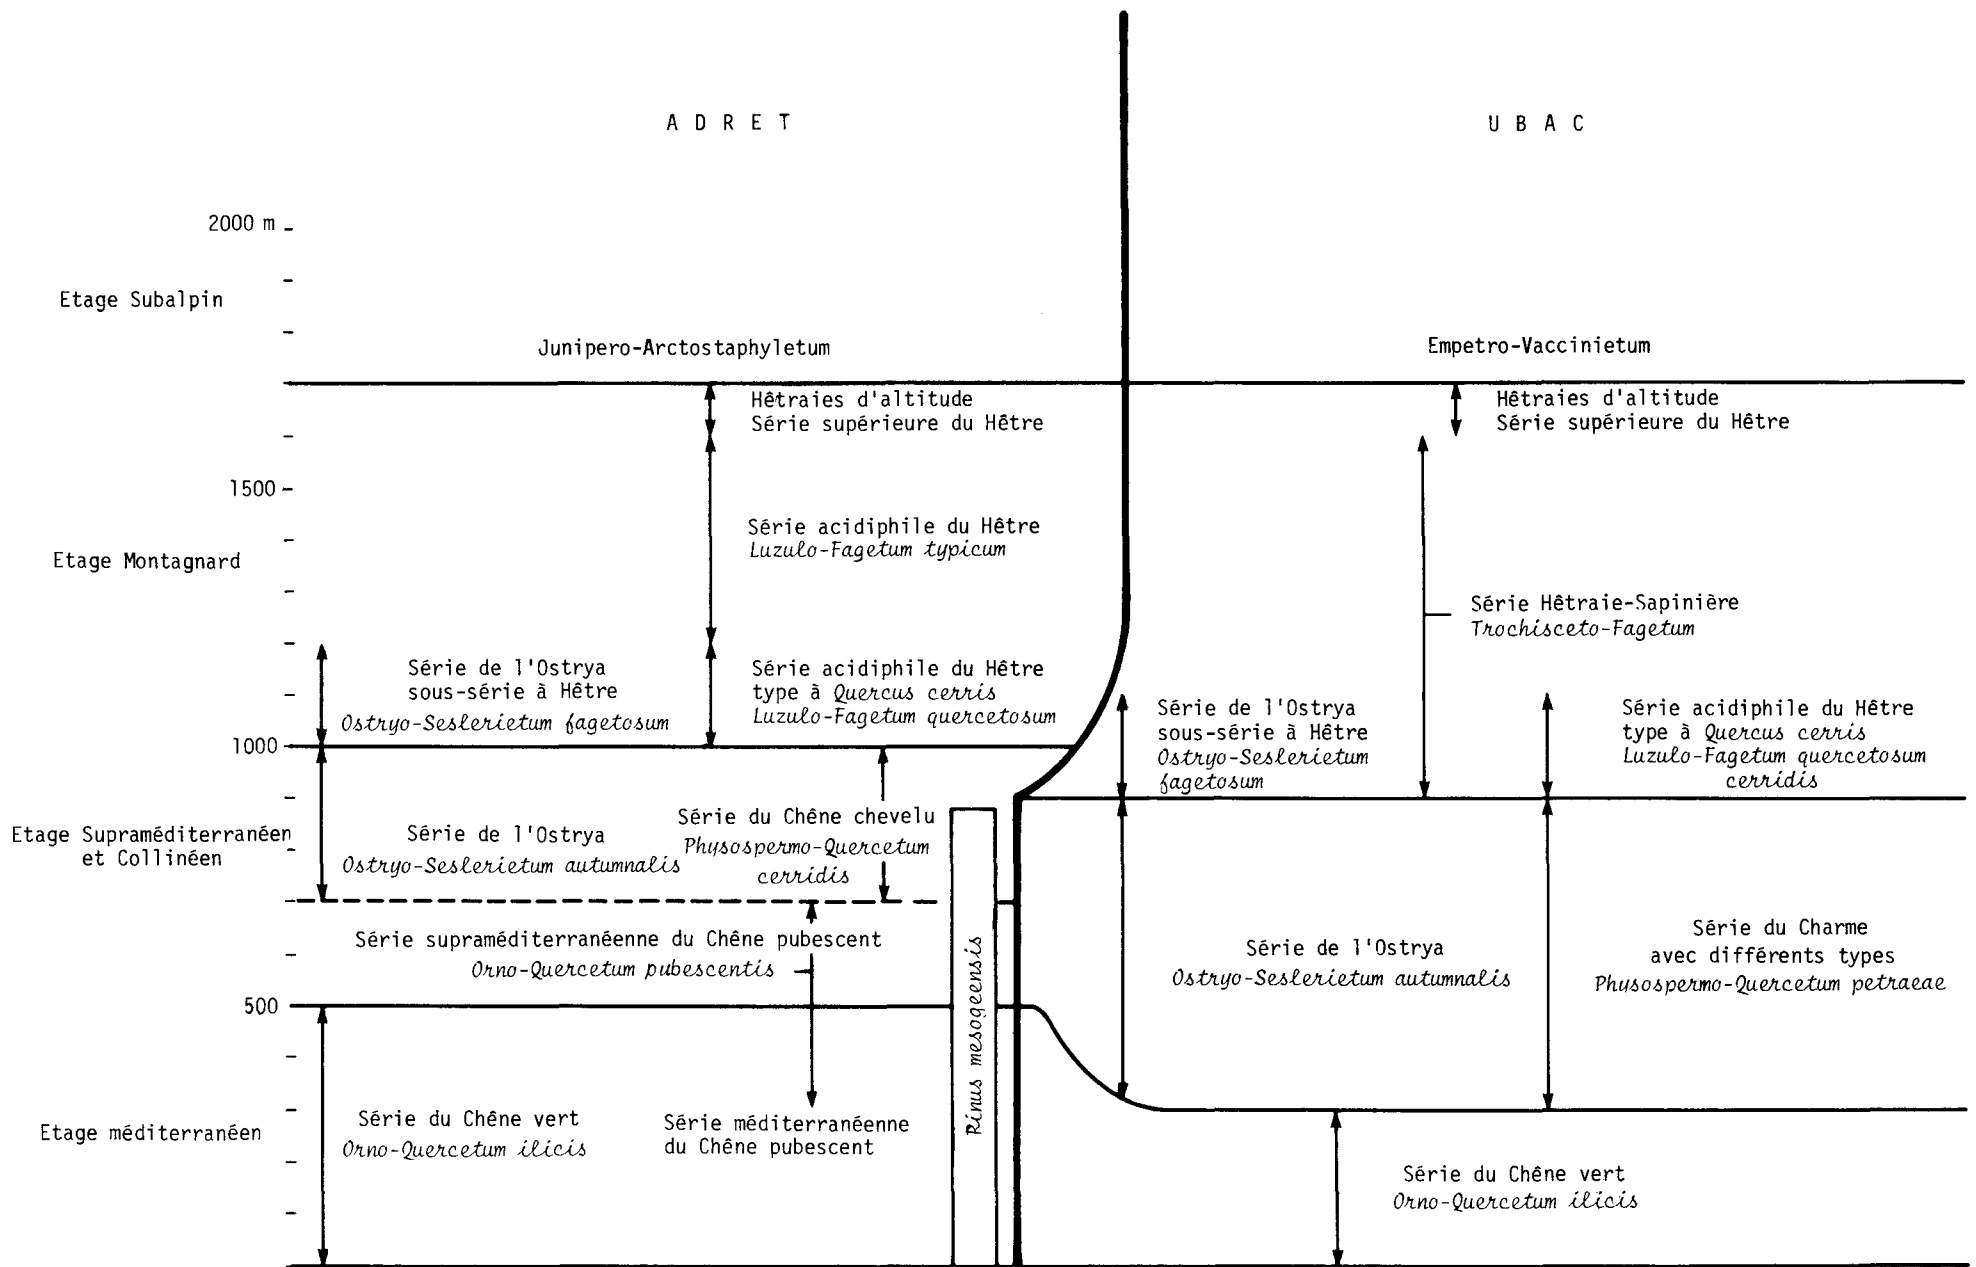 ADRET
UBAC
2000 m
Etage Subalpin
Junipero-Arctostaphyletum
Empetro-Vaccinietum
Hêtraies d'altitude
Série supérieure du Hêtre
Hêtraies d'altitude
Série supérieure du Hêtre
1500
Série acidiphile du Hêtre
Luzulo-Fagetum typicum
Etage Montagnard
Série Hêtraie-Sapinière
Trochisceto-Fagetum
Série de l'Ostrya
sous-série à Hêtre
Ostryo-Seslerietum fagetosum
Série acidiphile du Hêtre
type à Quercus cerris
Luzulo-Fagetum quercetosum
Série de l'Ostrya
sous-série à Hêtre
Ostryo-Seslerietum
fagetosum
Série acidiphile du Hêtre
type à Quercus cerris
Luzulo-Fagetum quercetosum
cerridis
1000
Etage Supraméditerranéen
et Collinéen
Série de l'Ostrya
Ostryo-Seslerietum autumnalis
Série du Chêne chevelu
Physospermo-Quercetum
cerridis
Série supraméditerranéenne du Chêne pubescent
Orno-Quercetum pubescentis
Pinus mesogeensis
Série de l'Ostrya
Ostryo-Seslerietum autumnalis
Série du Charme
avec différents types
Physospermo-Quercetum petraeae
500
Etage méditerranéen
Série du Chêne vert
Orno-Quercetum ilicis
Série méditerranéenne
du Chêne pubescent
Série du Chêne vert
Orno-Quercetum ilicis